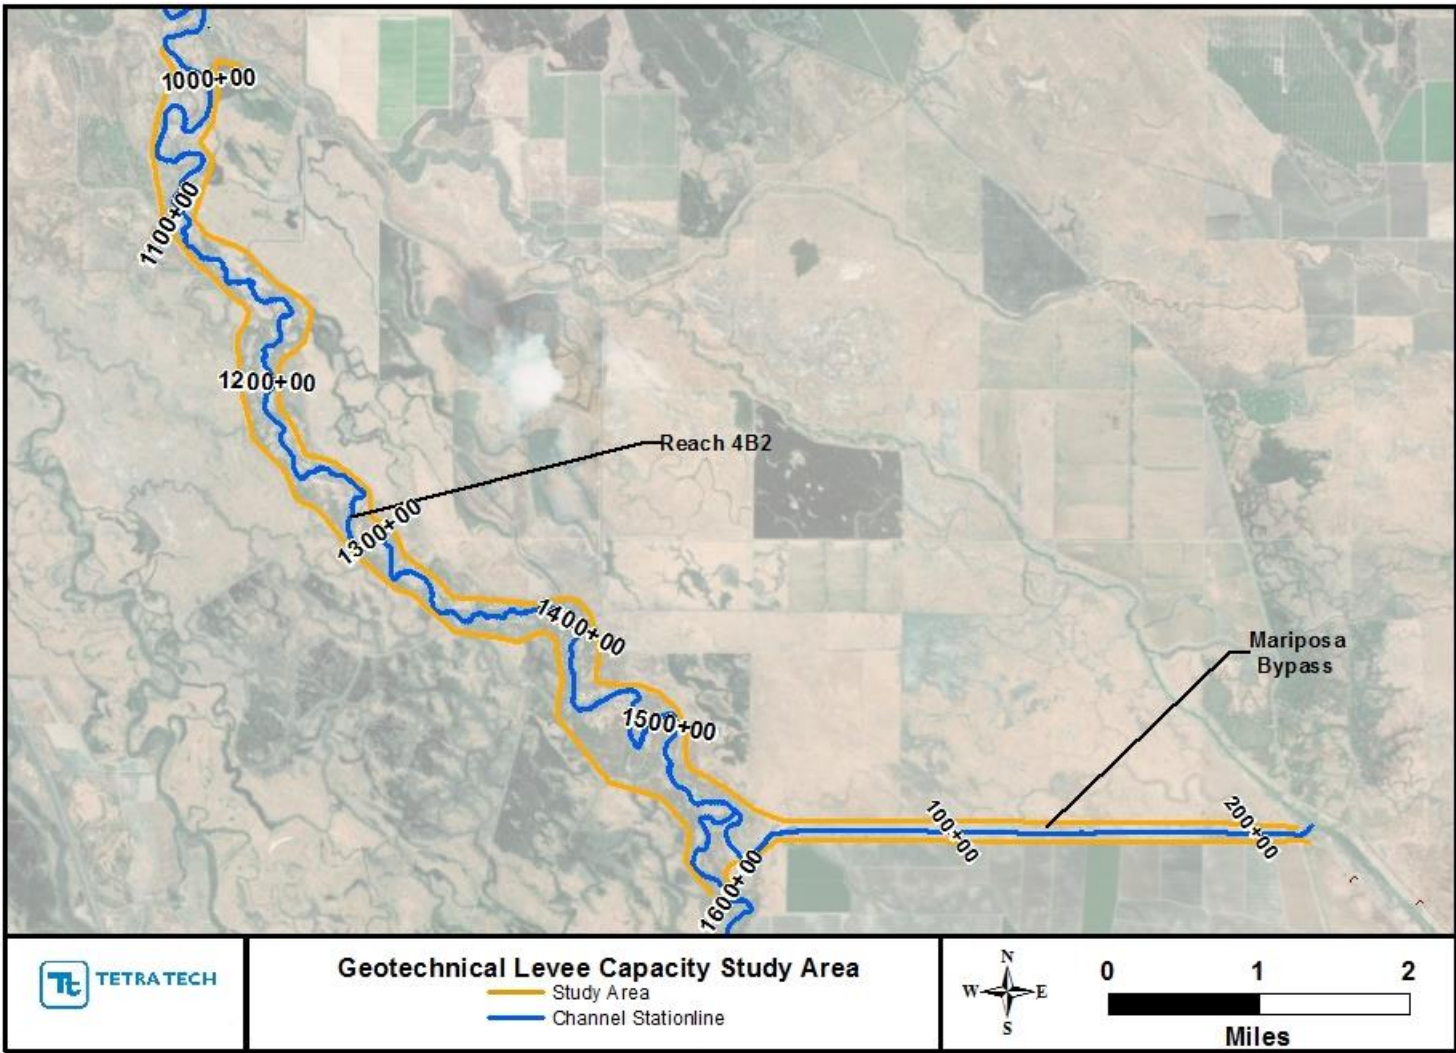 1000+00
1100+00
1200+00
Reach 4B2
1300+00
1400+00
Mariposa
Bypass
1500+00
100+00
200+00
1600+00
Tt TETRA TECH
Geotechnical Levee Capacity Study Area
Study Area
Channel Stationline
N
W E
S
0 1 2
Miles